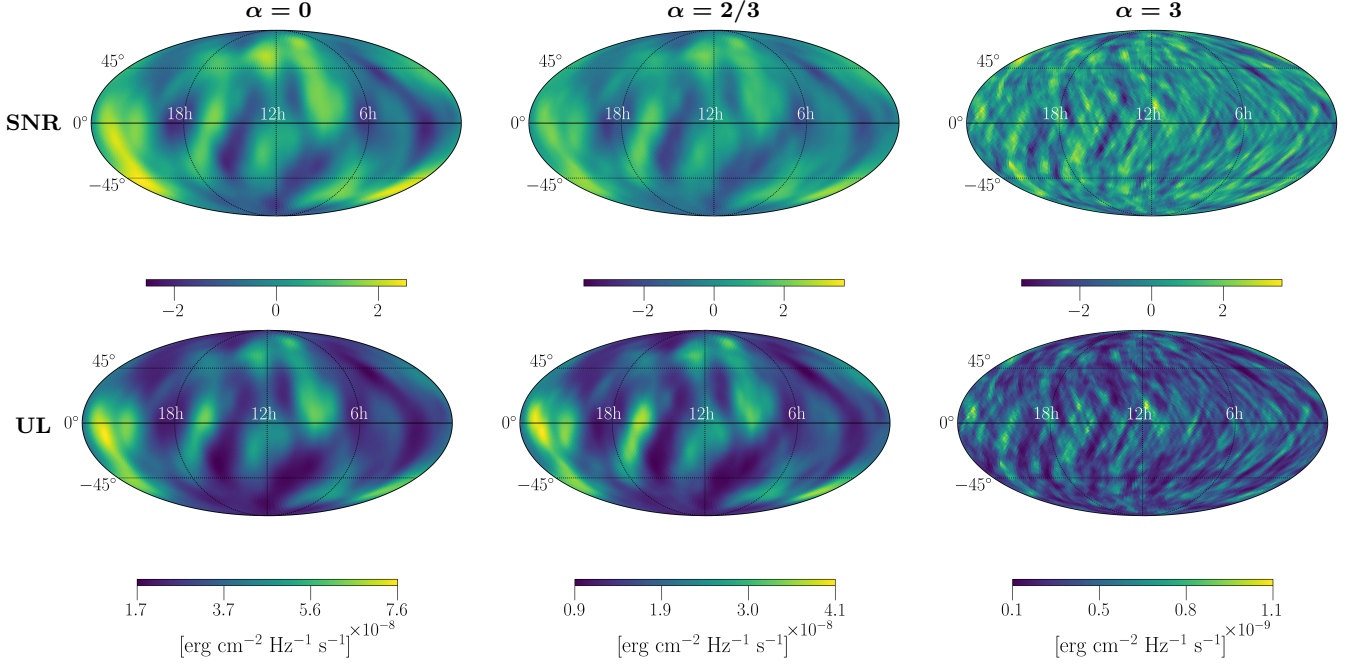 α = 0 α = 2/3 α = 3
45° 45° 45°
SNR 0° 18h 12h 6h 0° 18h 12h 6h 0° 18h 12h 6h
−45° −45° −45°
−2 0 2 −2 0 2 −2 0 2
45° 45° 45°
UL 0° 18h 12h 6h 0° 18h 12h 6h 0° 18h 12h 6h
−45° −45° −45°
1.7 3.7 5.6 7.6 0.9 1.9 3.0 4.1 0.1 0.5 0.8 1.1
[erg cm⁻² Hz⁻¹ s⁻¹] ×10⁻⁸ [erg cm⁻² Hz⁻¹ s⁻¹] ×10⁻⁸ [erg cm⁻² Hz⁻¹ s⁻¹] ×10⁻⁹